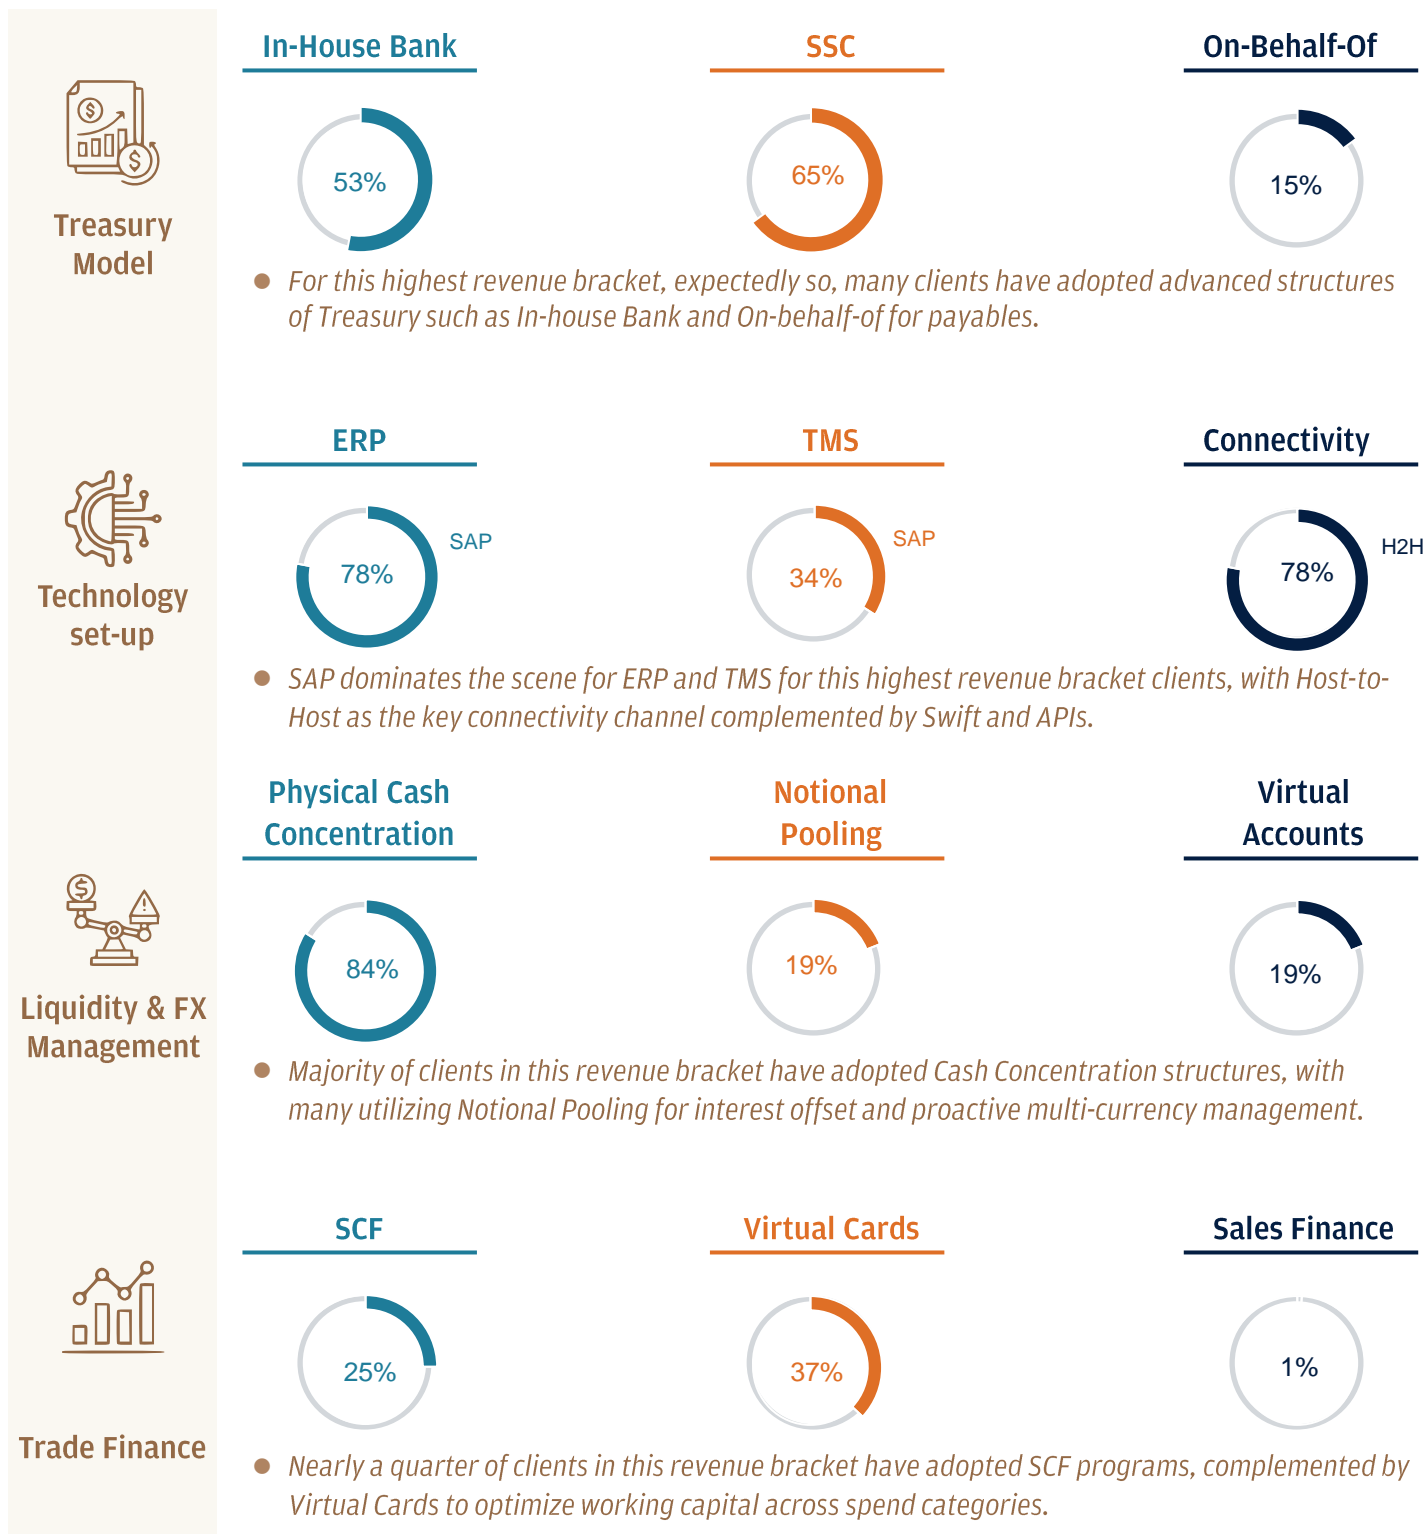 In-House Bank
SSC
On-Behalf-Of
53%
65%
15%
Treasury
Model
For this highest revenue bracket, expectedly so, many clients have adopted advanced structures
of Treasury such as In-house Bank and On-behalf-of for payables.
ERP
TMS
Connectivity
78%
SAP
34%
SAP
78%
H2H
Technology
set-up
SAP dominates the scene for ERP and TMS for this highest revenue bracket clients, with Host-to-
Host as the key connectivity channel complemented by Swift and APIs.
Physical Cash
Concentration
Notional
Pooling
Virtual
Accounts
84%
19%
19%
Liquidity & FX
Management
Majority of clients in this revenue bracket have adopted Cash Concentration structures, with
many utilizing Notional Pooling for interest offset and proactive multi-currency management.
SCF
Virtual Cards
Sales Finance
25%
37%
1%
Trade Finance
Nearly a quarter of clients in this revenue bracket have adopted SCF programs, complemented by
Virtual Cards to optimize working capital across spend categories.